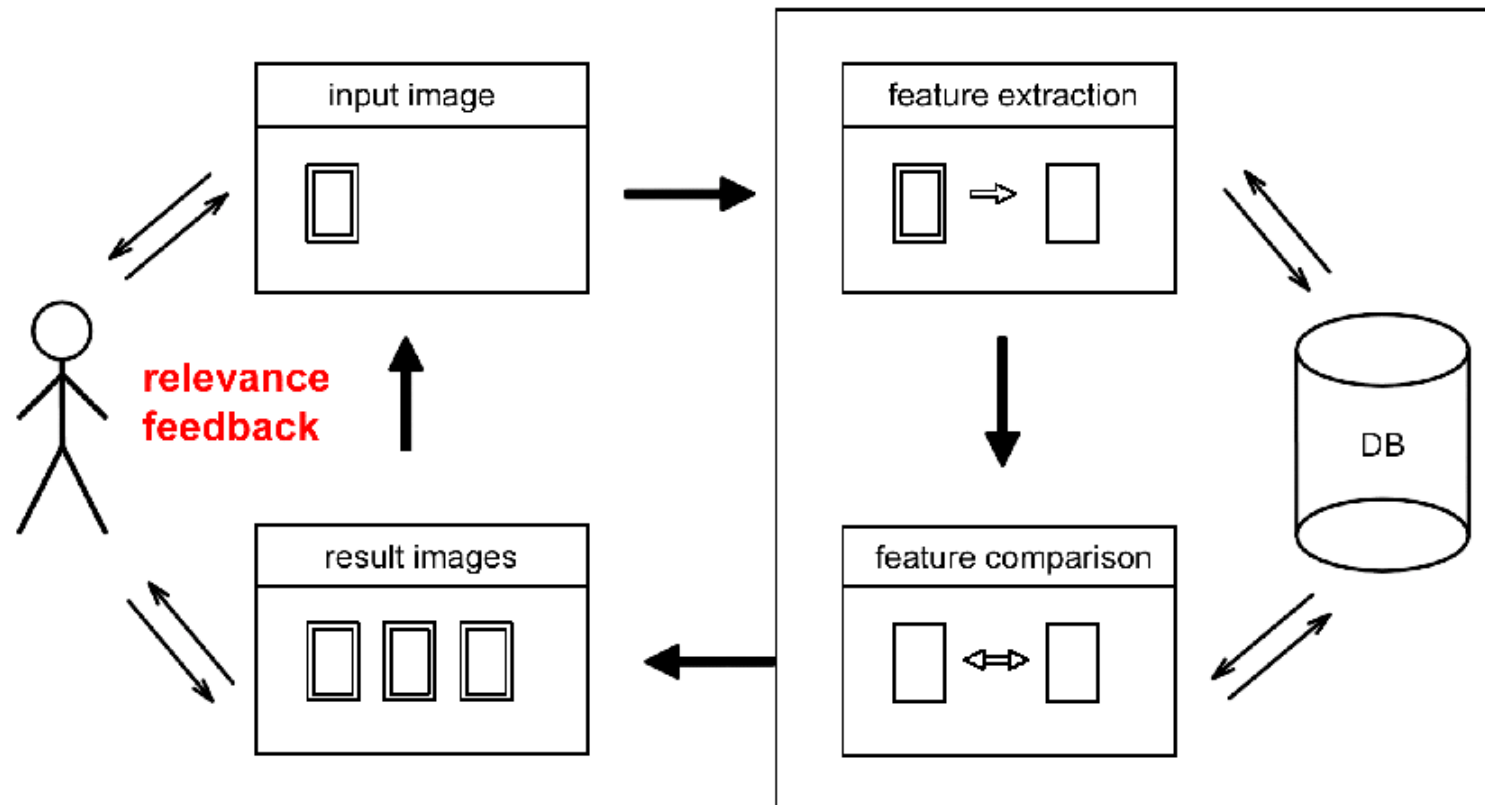 input image
feature extraction
relevance
feedback
DB
result images
feature comparison